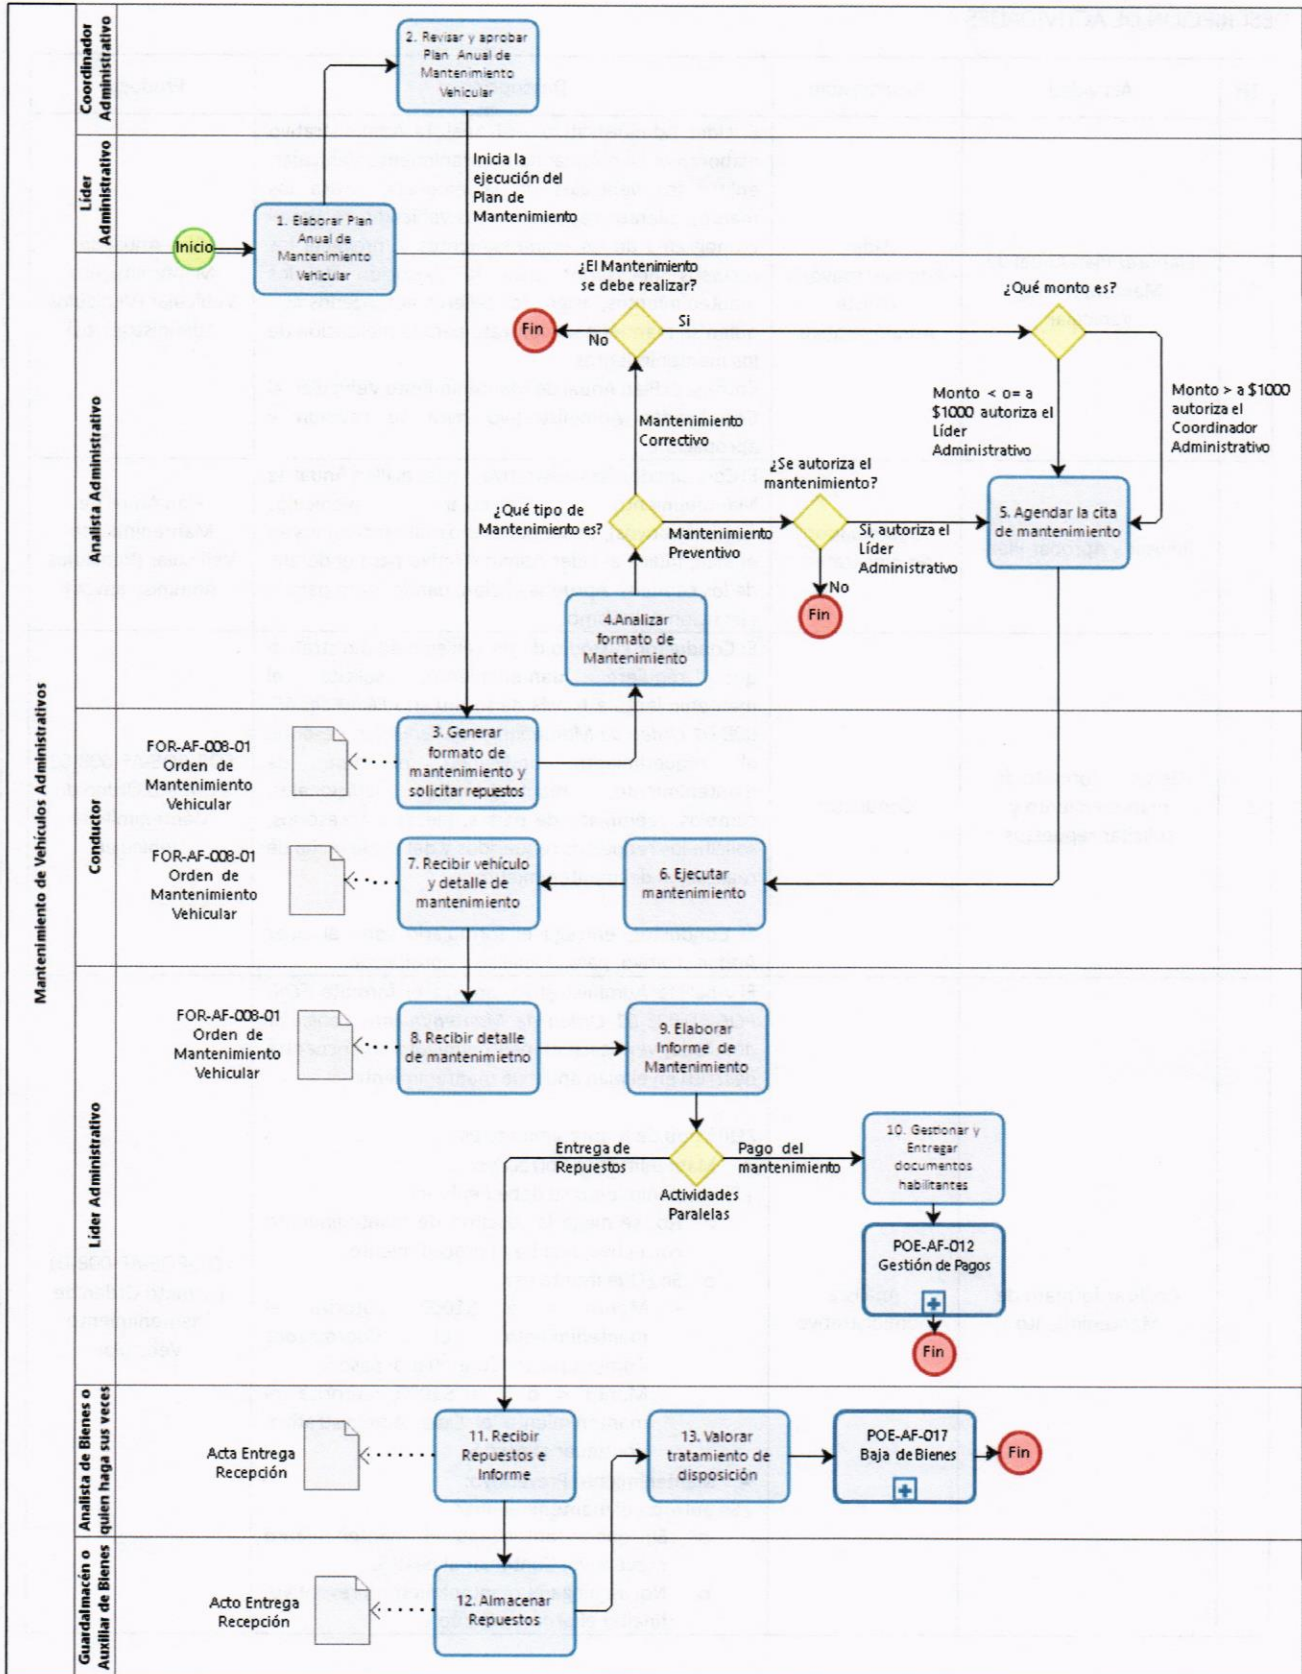 Mantenimiento de Vehículos Administrativos
Coordinador
Administrativo
2. Revisar y aprobar
Plan Anual de
Mantenimiento
Vehicular
Líder
Administrativo
Inicio
1. Elaborar Plan
Anual de
Mantenimiento
Vehicular
Inicia la
ejecución del
Plan de
Mantenimiento
Analista Administrativo
¿El Mantenimiento
se debe realizar?
Fin
No
Si
¿Qué monto es?
Monto < o= a
$1000 autoriza el
Líder
Administrativo
Monto > a $1000
autoriza el
Coordinador
Administrativo
Mantenimiento
Correctivo
¿Qué tipo de
Mantenimiento es?
Mantenimiento
Preventivo
¿Se autoriza el
mantenimiento?
Si, autoriza el
Líder
Administrativo
No
Fin
5. Agendar la cita
de mantenimiento
4.Analizar
formato de
Mantenimiento
Conductor
FOR-AF-008-01
Orden de
Mantenimiento
Vehicular
3. Generar
formato de
mantenimiento y
solicitar repuestos
FOR-AF-008-01
Orden de
Mantenimiento
Vehicular
7. Recibir vehículo
y detalle de
mantenimiento
6. Ejecutar
mantenimiento
Líder Administrativo
FOR-AF-008-01
Orden de
Mantenimiento
Vehicular
8. Recibir detalle
de mantenimietno
9. Elaborar
Informe de
Mantenimiento
Entrega de
Repuestos
Pago del
mantenimiento
Actividades
Paralelas
10. Gestionar y
Entregar
documentos
habilitantes
POE-AF-012
Gestión de Pagos
Fin
Analista de Bienes o
quien haga sus veces
Acta Entrega
Recepción
11. Recibir
Repuestos e
Informe
13. Valorar
tratamiento de
disposición
POE-AF-017
Baja de Bienes
Fin
Guardalmacén o
Auxiliar de Bienes
Acto Entrega
Recepción
12. Almacenar
Repuestos